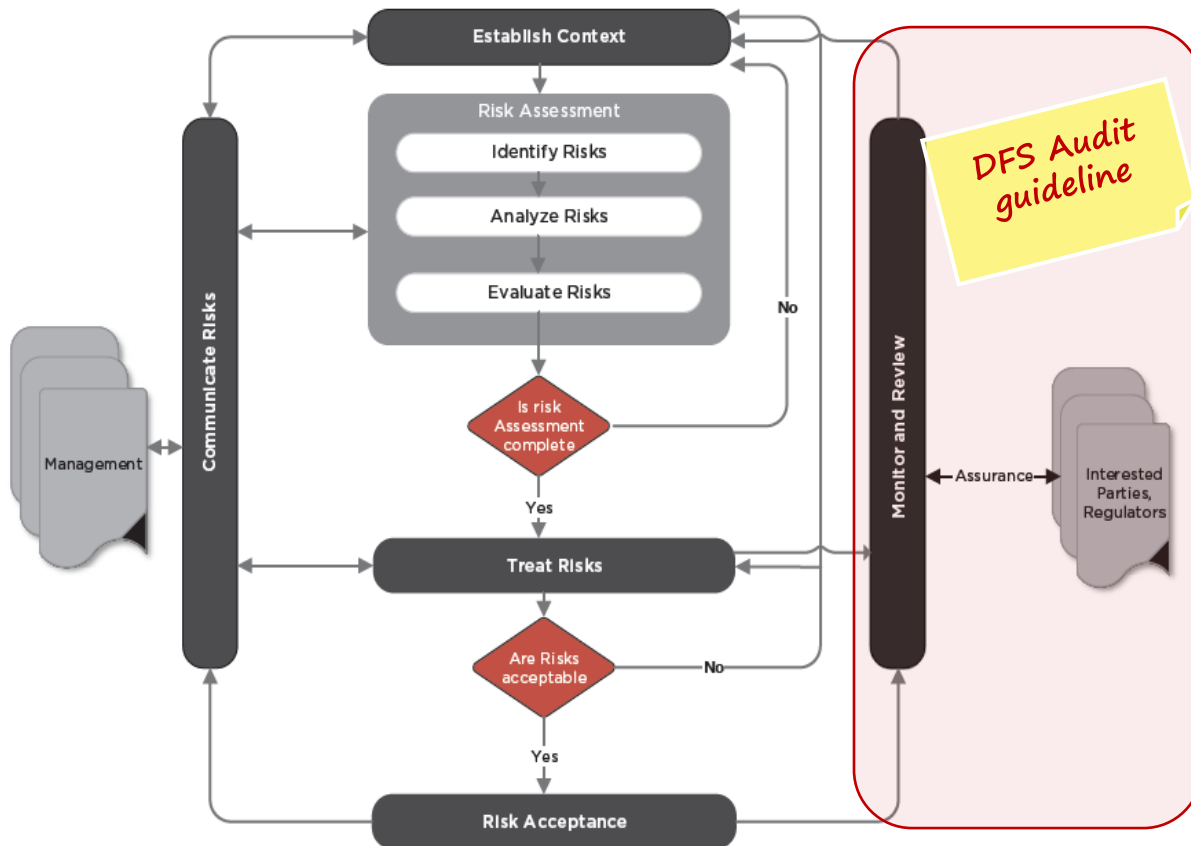 Establish Context
Risk Assessment
Identify Risks
Analyze Risks
Evaluate Risks
Is risk
Assessment
complete
No
Yes
Treat Risks
Are Risks
acceptable
No
Yes
Risk Acceptance
Communicate Risks
Management
Monitor and Review
Assurance
Interested
Parties,
Regulators
DFS Audit
guideline